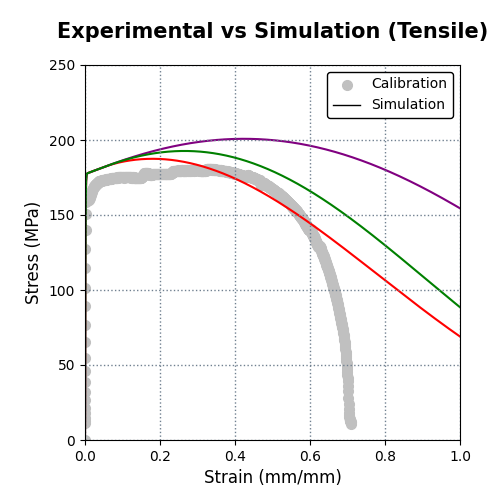 Experimental vs Simulation (Tensile)
250
200
150
100
50
0
Stress (MPa)
Calibration
Simulation
0.0 0.2 0.4 0.6 0.8 1.0
Strain (mm/mm)